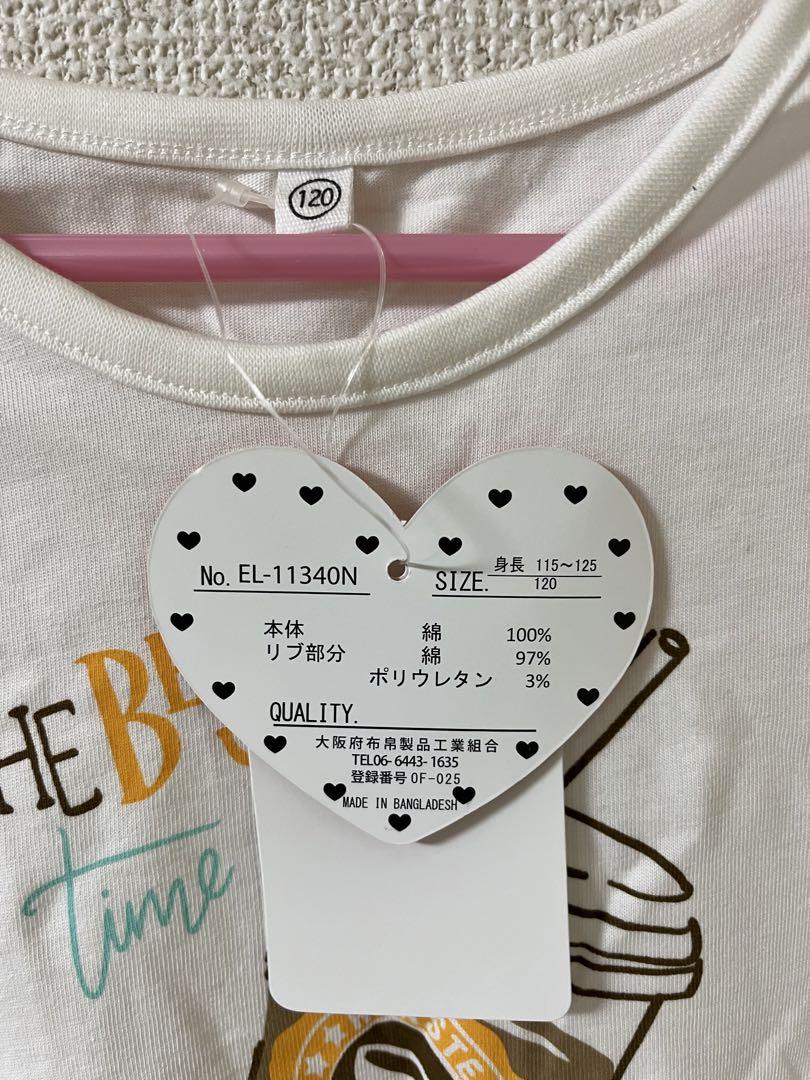 120
No. EL-11340N
SIZE. 身長 115～125
120
本体 綿 100%
リブ部分 綿 97%
ポリウレタン 3%
QUALITY.
大阪府布帛製品工業組合
TEL06-6443-1635
登録番号 OF-025
MADE IN BANGLADESH
HE
time